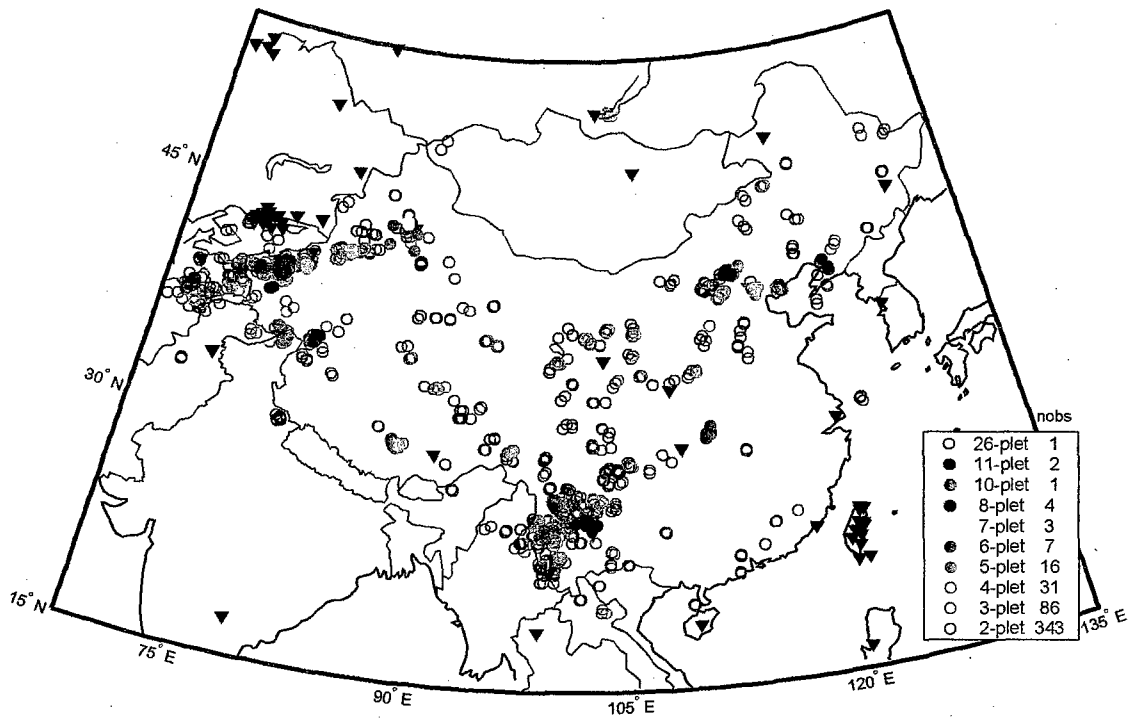 45° N
30° N
15° N
75° E
90° E
105° E
120° E
135° E
nobs
26-plet 1
11-plet 2
10-plet 1
8-plet 4
7-plet 3
6-plet 7
5-plet 16
4-plet 31
3-plet 86
2-plet 343